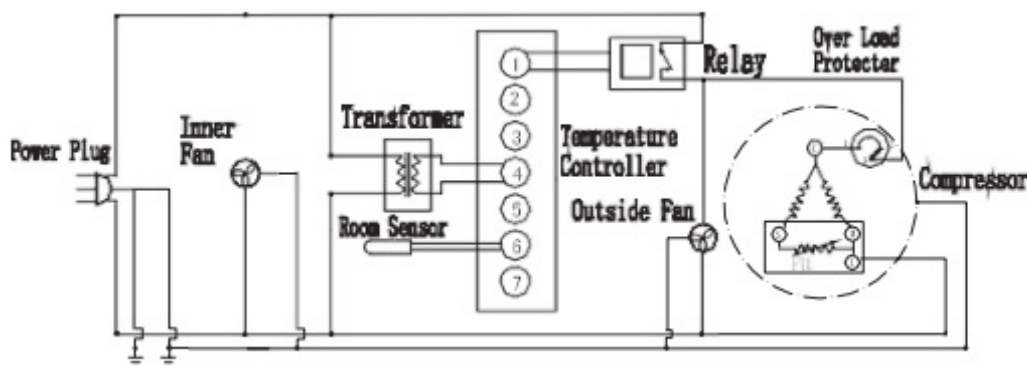 Over Load
Protecter
Relay
1
2
3
4
5
6
7
Inner
Fan
Transformer
Temperature
Controller
Power Plug
Compressor
Outside Fan
Room Sensor